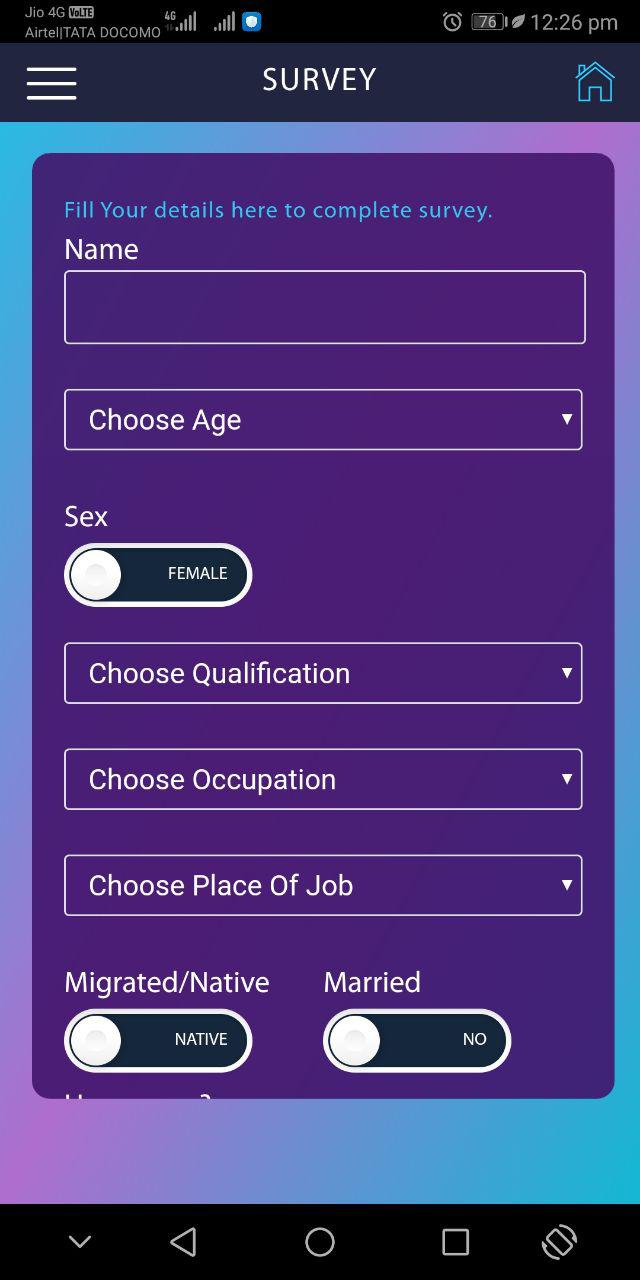 Jio 4G VoLTE
Airtel|TATA DOCOMO 4G 76 12:26 pm
SURVEY
Fill Your details here to complete survey.
Name
Choose Age
Sex
FEMALE
Choose Qualification
Choose Occupation
Choose Place Of Job
Migrated/Native Married
NATIVE NO